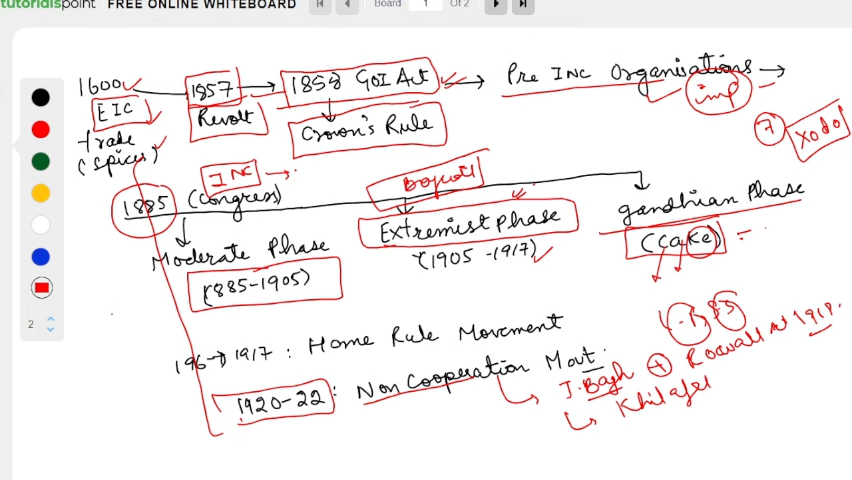 tutorialspoint FREE ONLINE WHITEBOARD Board 1 Of 2
1600 → 1857 → 1858 GOI Act → Pre INC Organisations →
EIC Revolt Crown's Rule imp
trade
(spices)
7 xodo
INC →
1885 (Congress)
Boycott
Moderate Phase Extremist Phase gandhian Phase
(1885-1905) (1905-1917) (Cake) =
196→1917 : Home Rule Movement
1920-22 : Non Cooperation Movt.
J. Bagh + Rowlatt Act 1919.
Khilafat
2